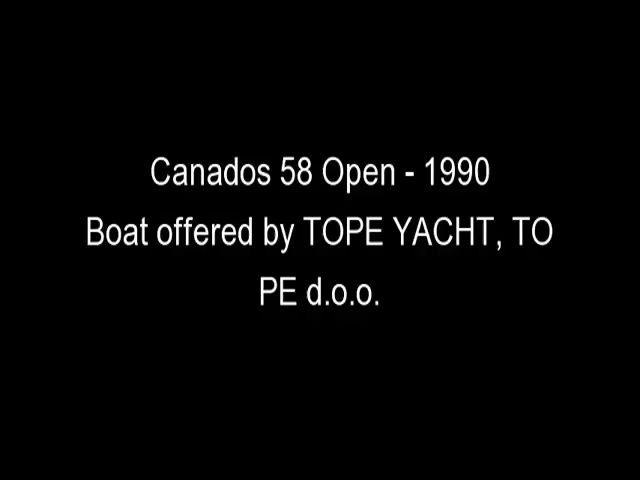 Canados 58 Open - 1990
Boat offered by TOPE YACHT, TO
PE d.o.o.